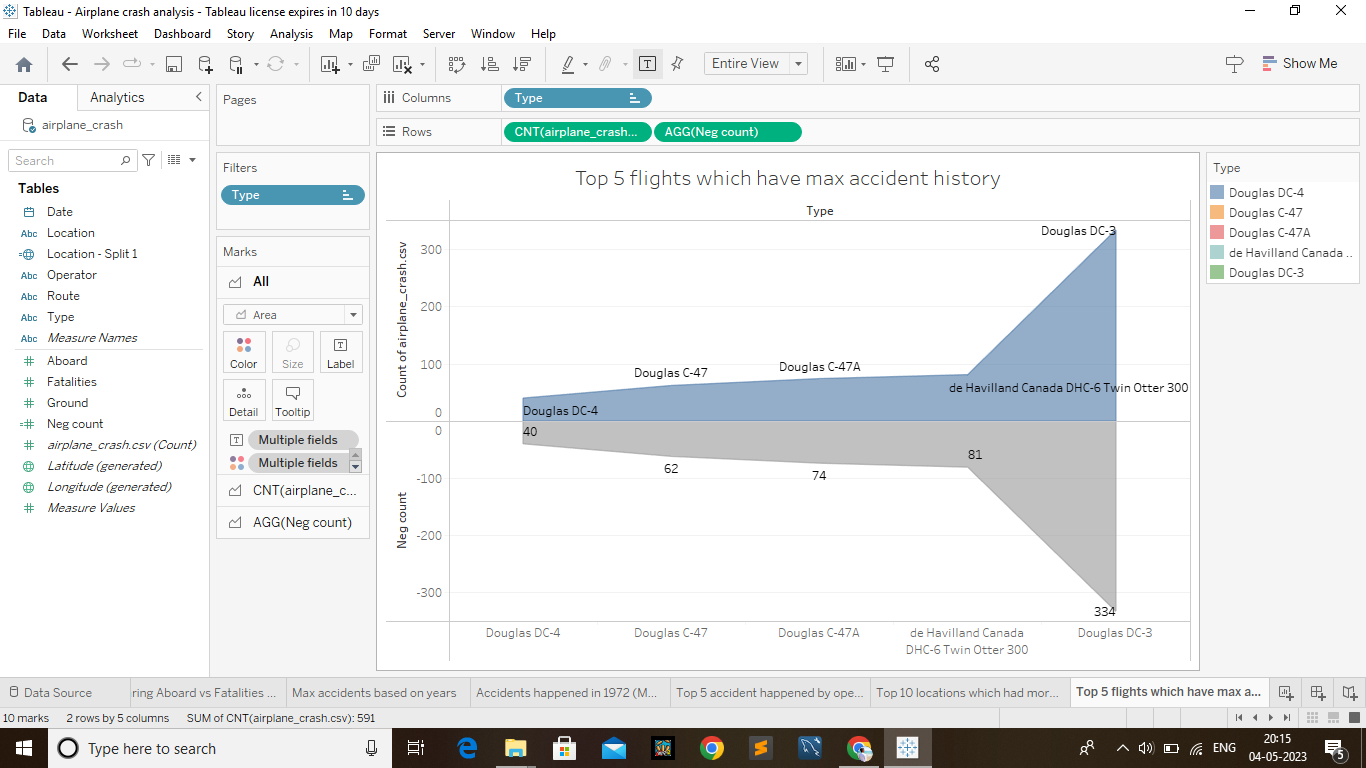 Tableau - Airplane crash analysis - Tableau license expires in 10 days
File Data Worksheet Dashboard Story Analysis Map Format Server Window Help
Entire View
Show Me
Data Analytics
airplane_crash
Search
Tables
Date
Abc Location
Location - Split 1
Abc Operator
Abc Route
Abc Type
Abc Measure Names
Aboard
Fatalities
Ground
Neg count
airplane_crash.csv (Count)
Latitude (generated)
Longitude (generated)
Measure Values
Pages
Filters
Type
Marks
All
Area
Color Size Label
Detail Tooltip
Multiple fields
Multiple fields
CNT(airplane_c...
AGG(Neg count)
Columns Type
Rows CNT(airplane_crash... AGG(Neg count)
Top 5 flights which have max accident history
Type
Count of airplane_crash.csv
300
200
100
0
Douglas DC-3
Douglas C-47
Douglas C-47A
de Havilland Canada DHC-6 Twin Otter 300
Douglas DC-4
Neg count
0
-100
-200
-300
40
62
74
81
334
Douglas DC-4
Douglas C-47
Douglas C-47A
de Havilland Canada
DHC-6 Twin Otter 300
Douglas DC-3
Type
Douglas DC-4
Douglas C-47
Douglas C-47A
de Havilland Canada ..
Douglas DC-3
Data Source
ring Aboard vs Fatalities ...
Max accidents based on years
Accidents happened in 1972 (M...
Top 5 accident happened by ope...
Top 10 locations which had mor...
Top 5 flights which have max a...
10 marks 2 rows by 5 columns SUM of CNT(airplane_crash.csv): 591
Type here to search
ENG
20:15
04-05-2023
5